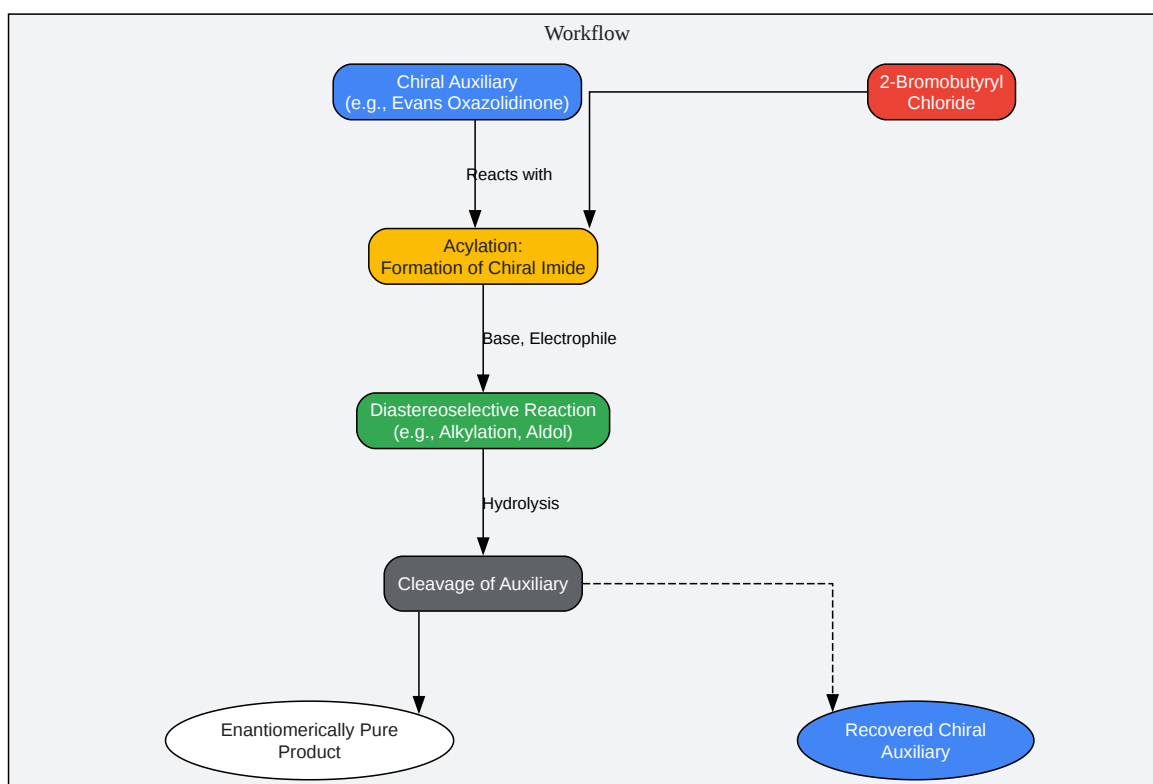 Workflow
Chiral Auxiliary
(e.g., Evans Oxazolidinone)
2-Bromobutyryl
Chloride
Reacts with
Acylation:
Formation of Chiral Imide
Base, Electrophile
Diastereoselective Reaction
(e.g., Alkylation, Aldol)
Hydrolysis
Cleavage of Auxiliary
Enantiomerically Pure
Product
Recovered Chiral
Auxiliary